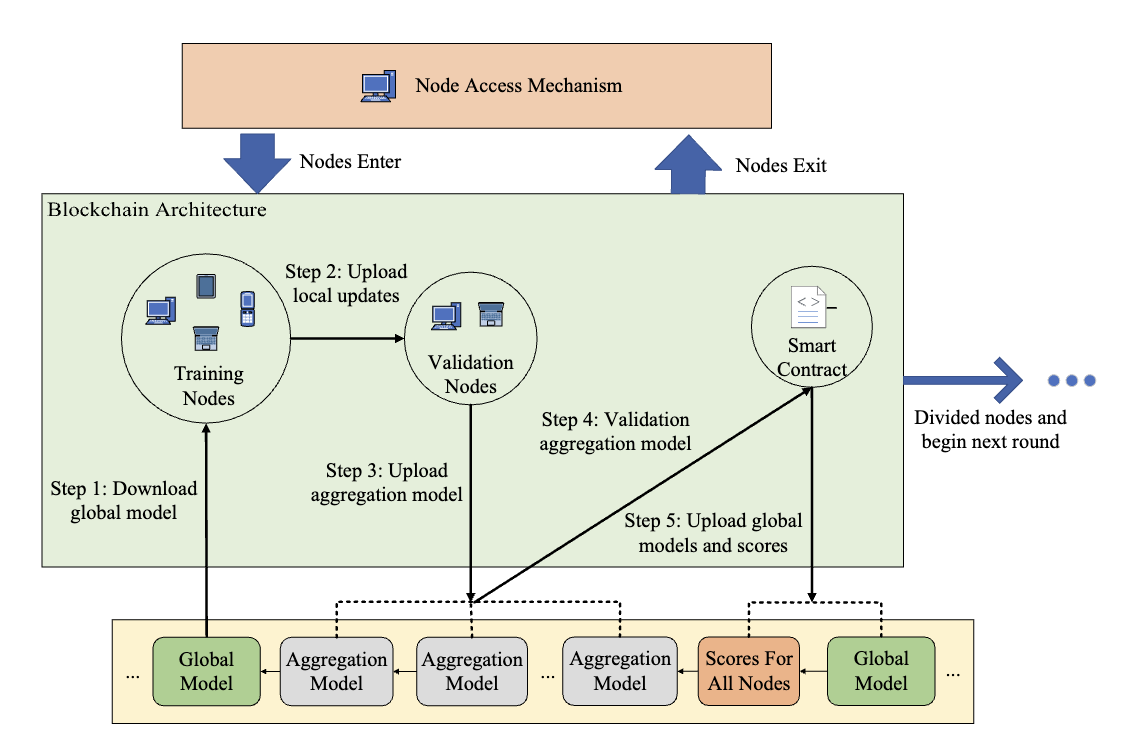 Node Access Mechanism
Nodes Enter
Nodes Exit
Blockchain Architecture
Step 2: Upload
local updates
Training
Nodes
Validation
Nodes
< >
Smart
Contract
Divided nodes and
begin next round
Step 4: Validation
aggregation model
Step 3: Upload
aggregation model
Step 1: Download
global model
Step 5: Upload global
models and scores
...
Global
Model
Aggregation
Model
Aggregation
Model
...
Aggregation
Model
Scores For
All Nodes
Global
Model
...